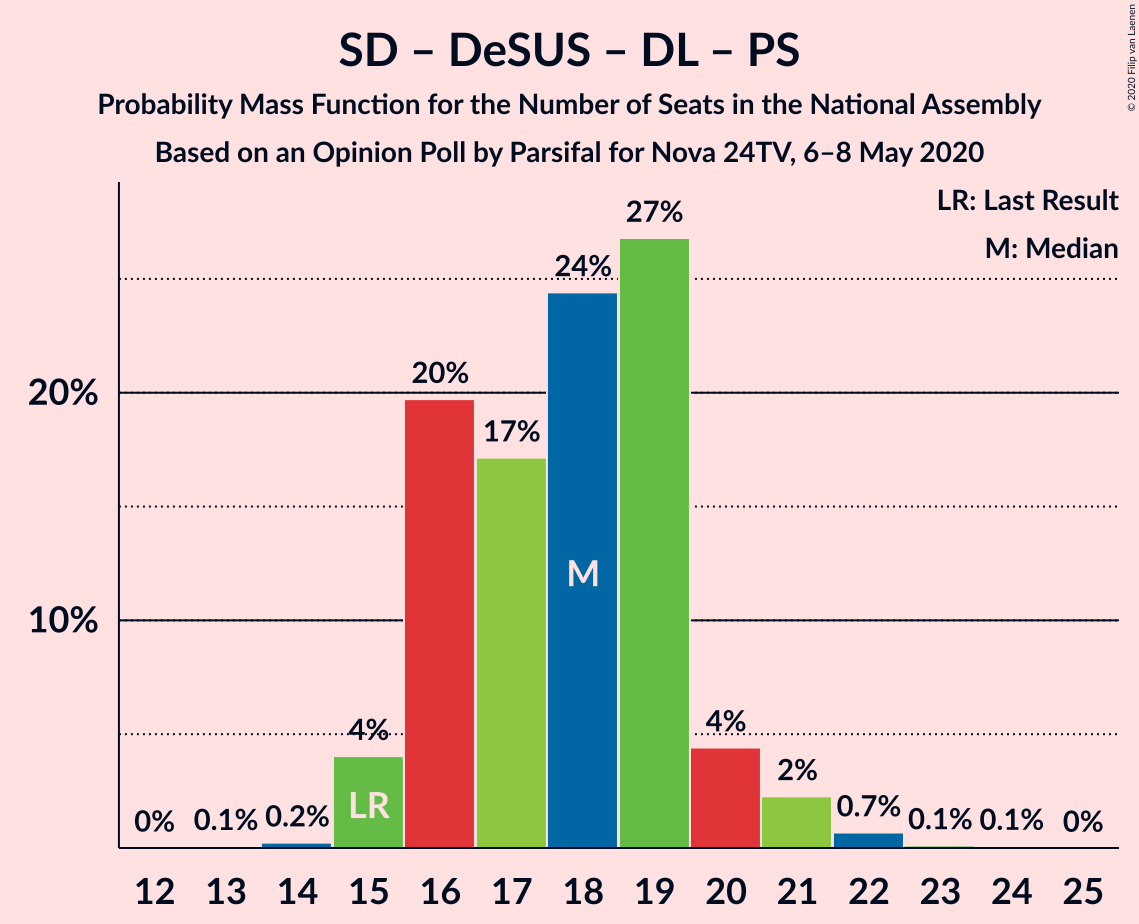 SD – DeSUS – DL – PS
Probability Mass Function for the Number of Seats in the National Assembly
Based on an Opinion Poll by Parsifal for Nova 24TV, 6–8 May 2020
© 2020 Filip van Laenen
LR: Last Result
M: Median
27%
24%
20%
20%
17%
M
10%
4%
4%
2%
LR
0%
0.1%
0.2%
0.7%
0.1%
0.1%
0%
12 13 14 15 16 17 18 19 20 21 22 23 24 25